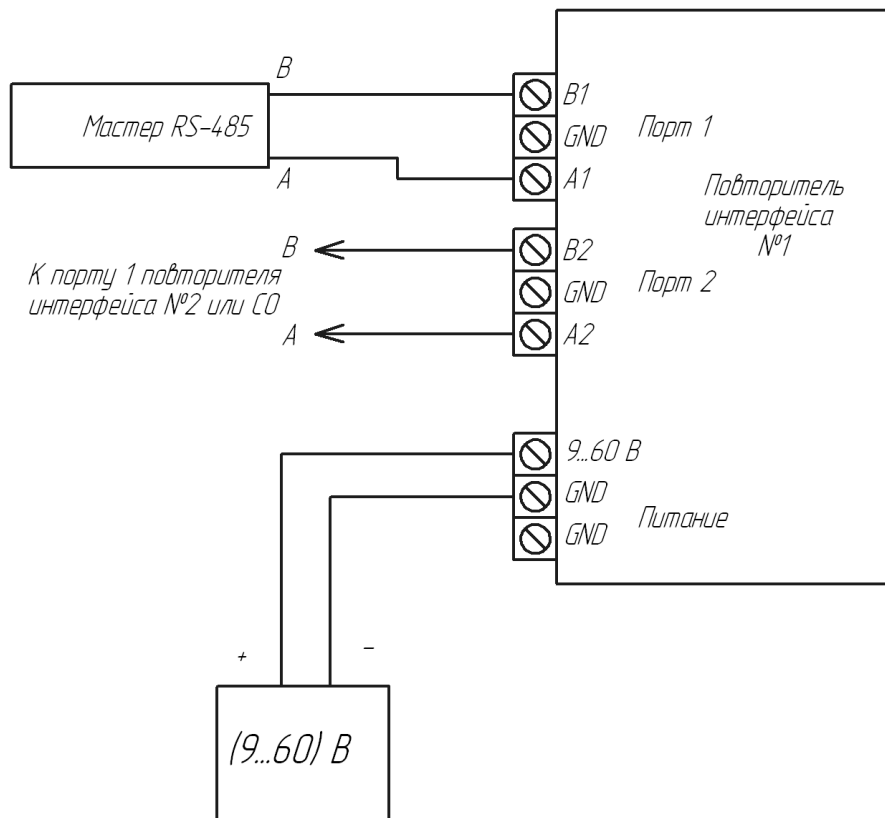 B
Мастер RS-485
A
B1
GND
A1
Порт 1
Повторитель
интерфейса
№1
B
К порту 1 повторителя
интерфейса №2 или СО
A
B2
GND
A2
Порт 2
9...60 В
GND
GND
Питание
+
-
(9...60) В